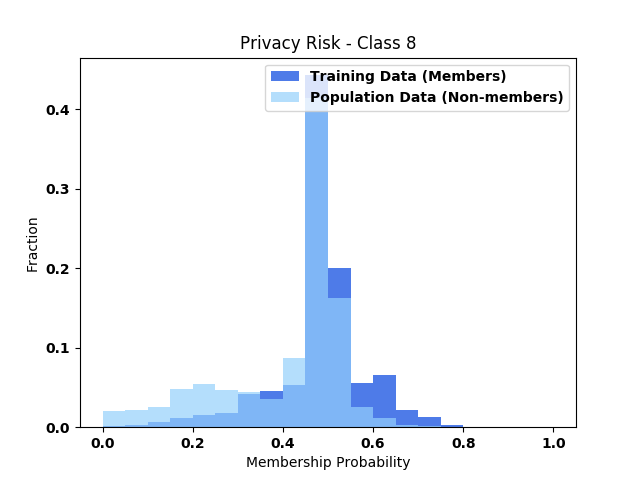 Privacy Risk - Class 8
Training Data (Members)
Population Data (Non-members)
0.4
0.3
0.2
0.1
0.0
Fraction
0.0 0.2 0.4 0.6 0.8 1.0
Membership Probability